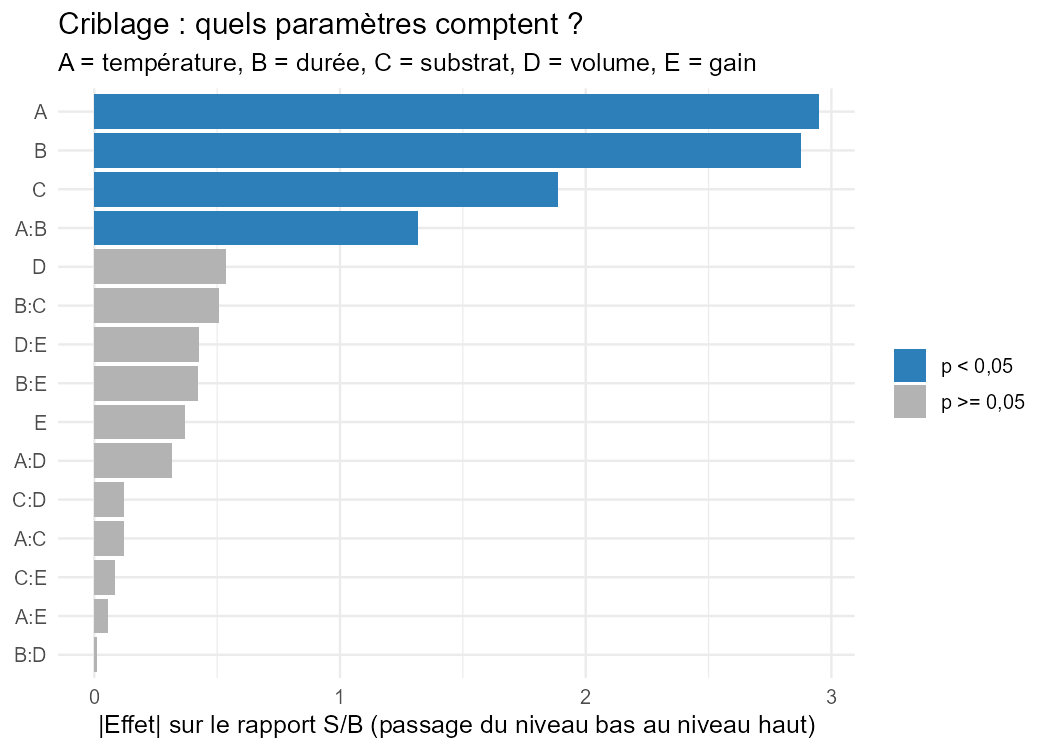 Criblage : quels paramètres comptent ?
A = température, B = durée, C = substrat, D = volume, E = gain
A
B
C
A:B
D
B:C
D:E
B:E
E
A:D
C:D
A:C
C:E
A:E
B:D
0 1 2 3
|Effet| sur le rapport S/B (passage du niveau bas au niveau haut)
p < 0,05
p >= 0,05